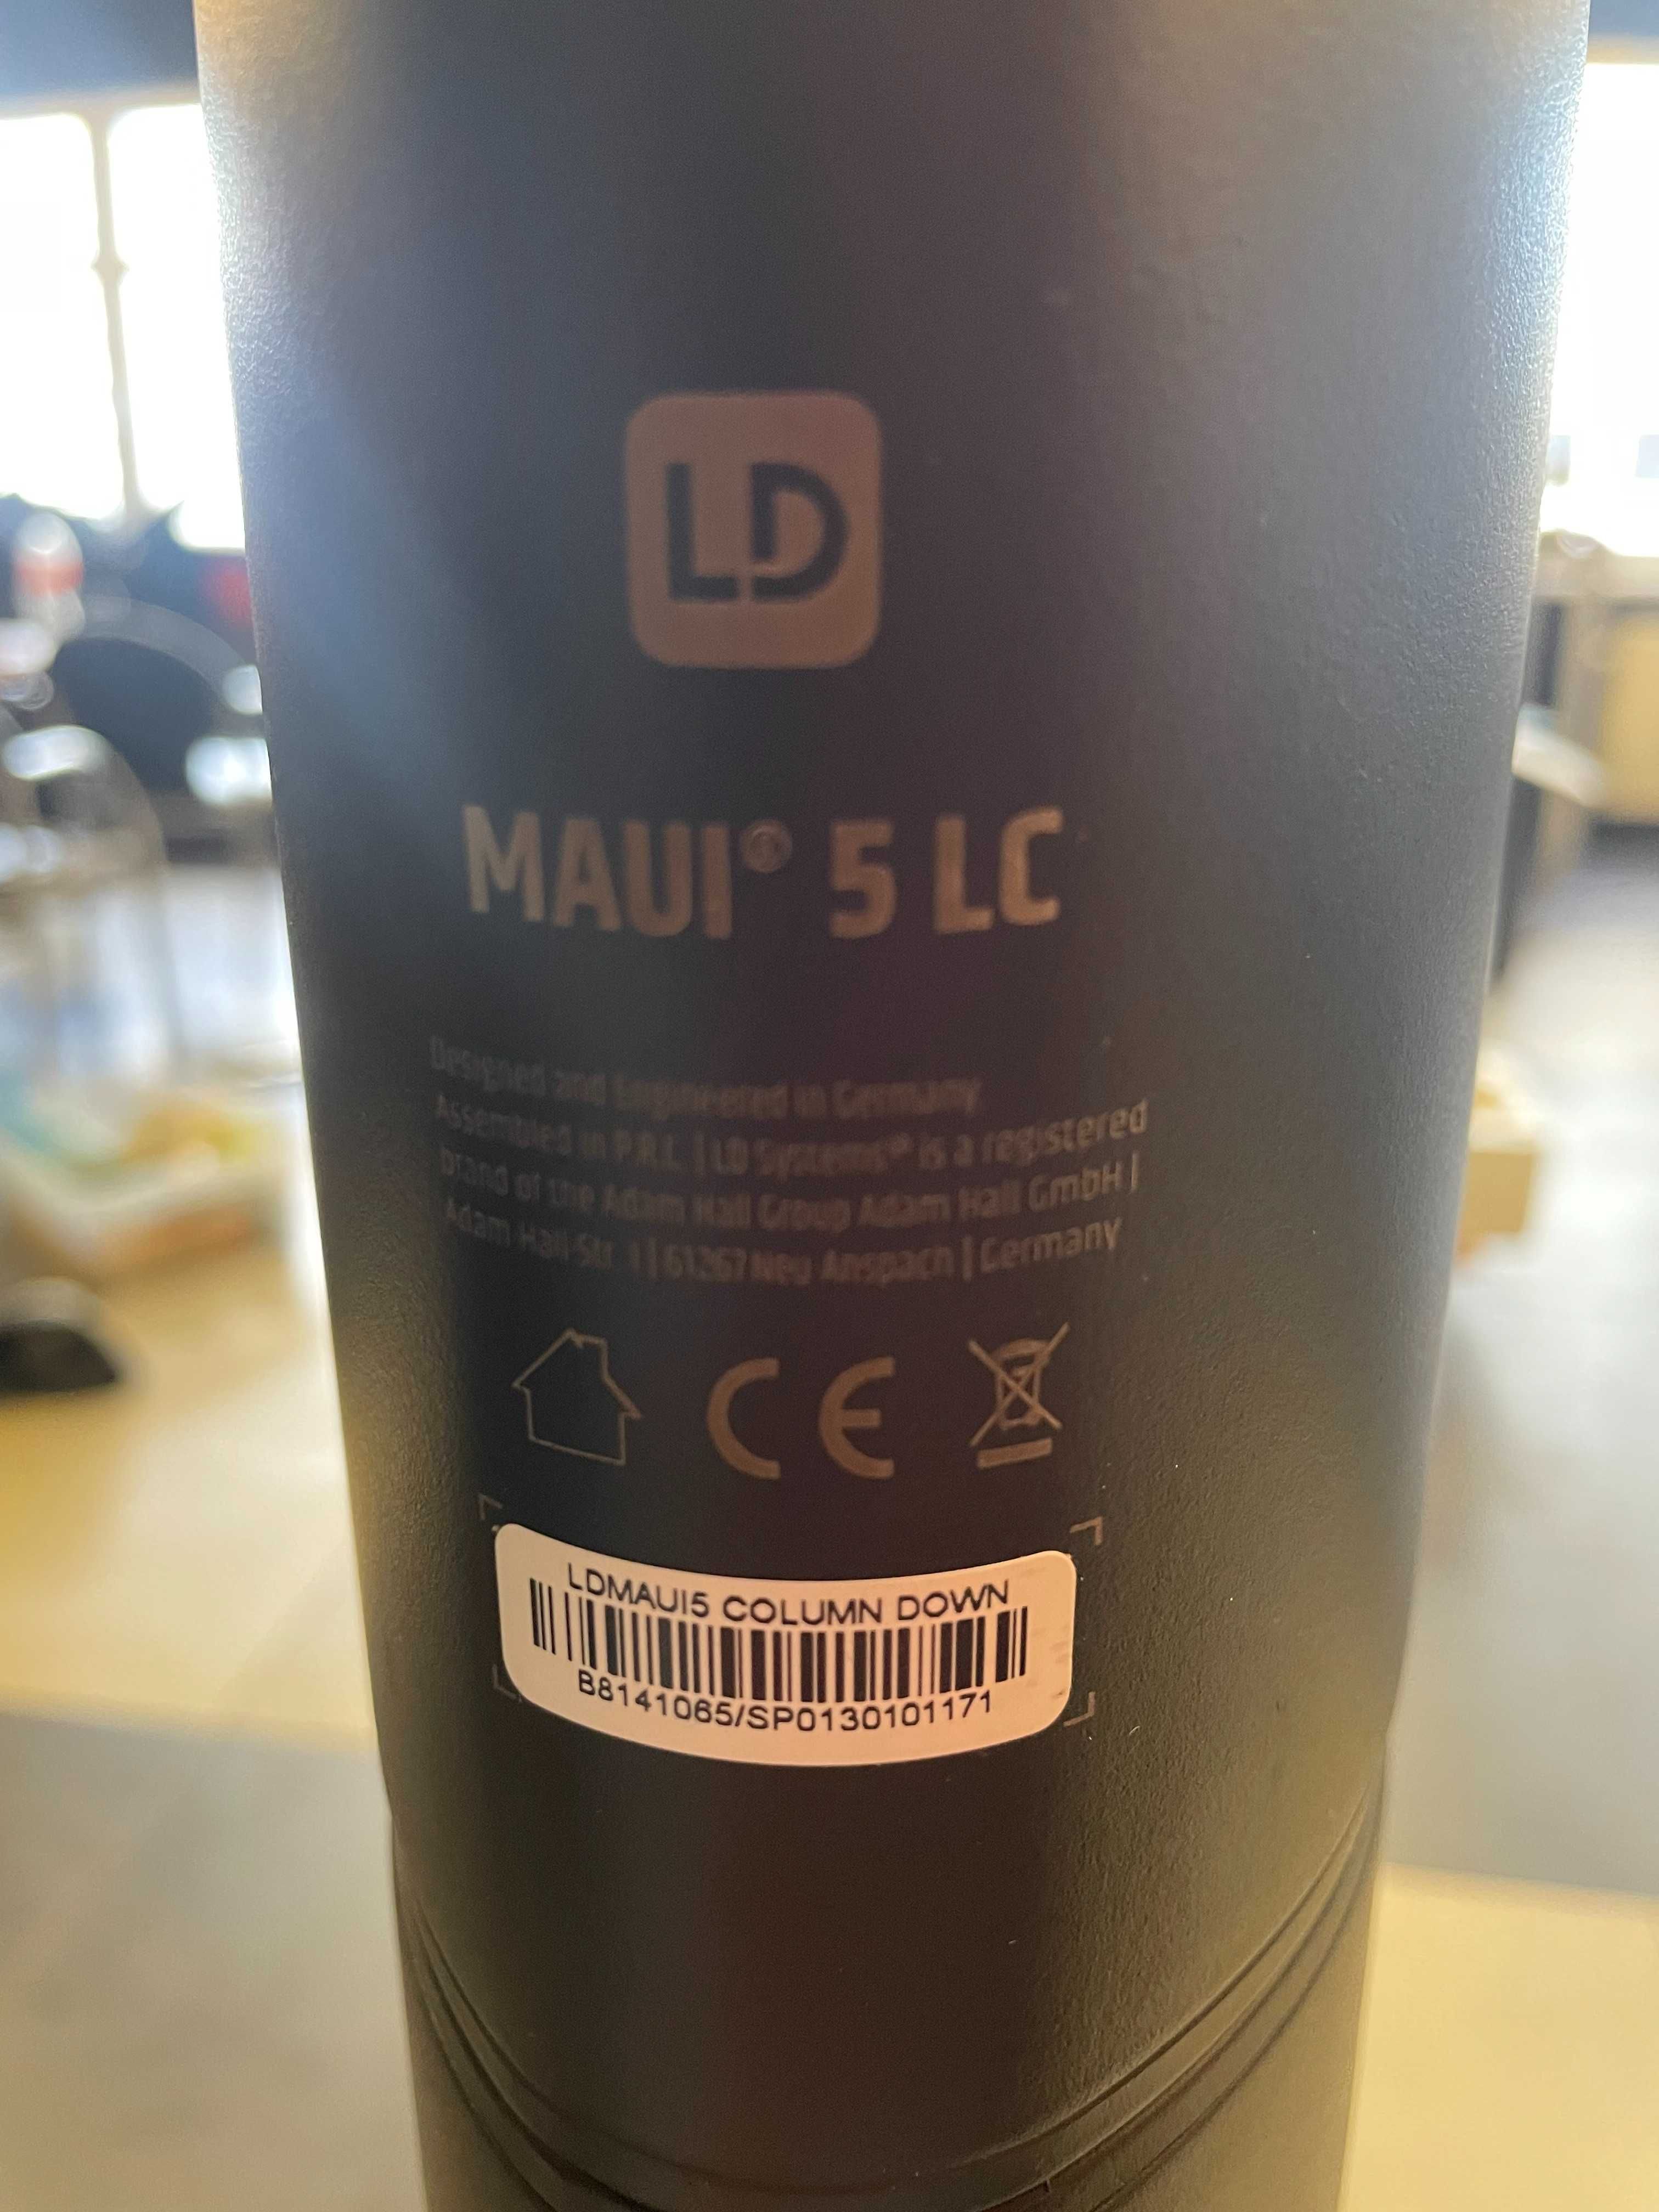 LD
MAUI® 5 LC
Designed and Engineered in Germany
Assembled in P.R.C. | LD Systems® is a registered
brand of the Adam Hall Group Adam Hall GmbH |
Adam-Hall-Str. 1 | 61267 Neu Anspach | Germany
CE
LDMAUI5 COLUMN DOWN
B8141065/SP0130101171